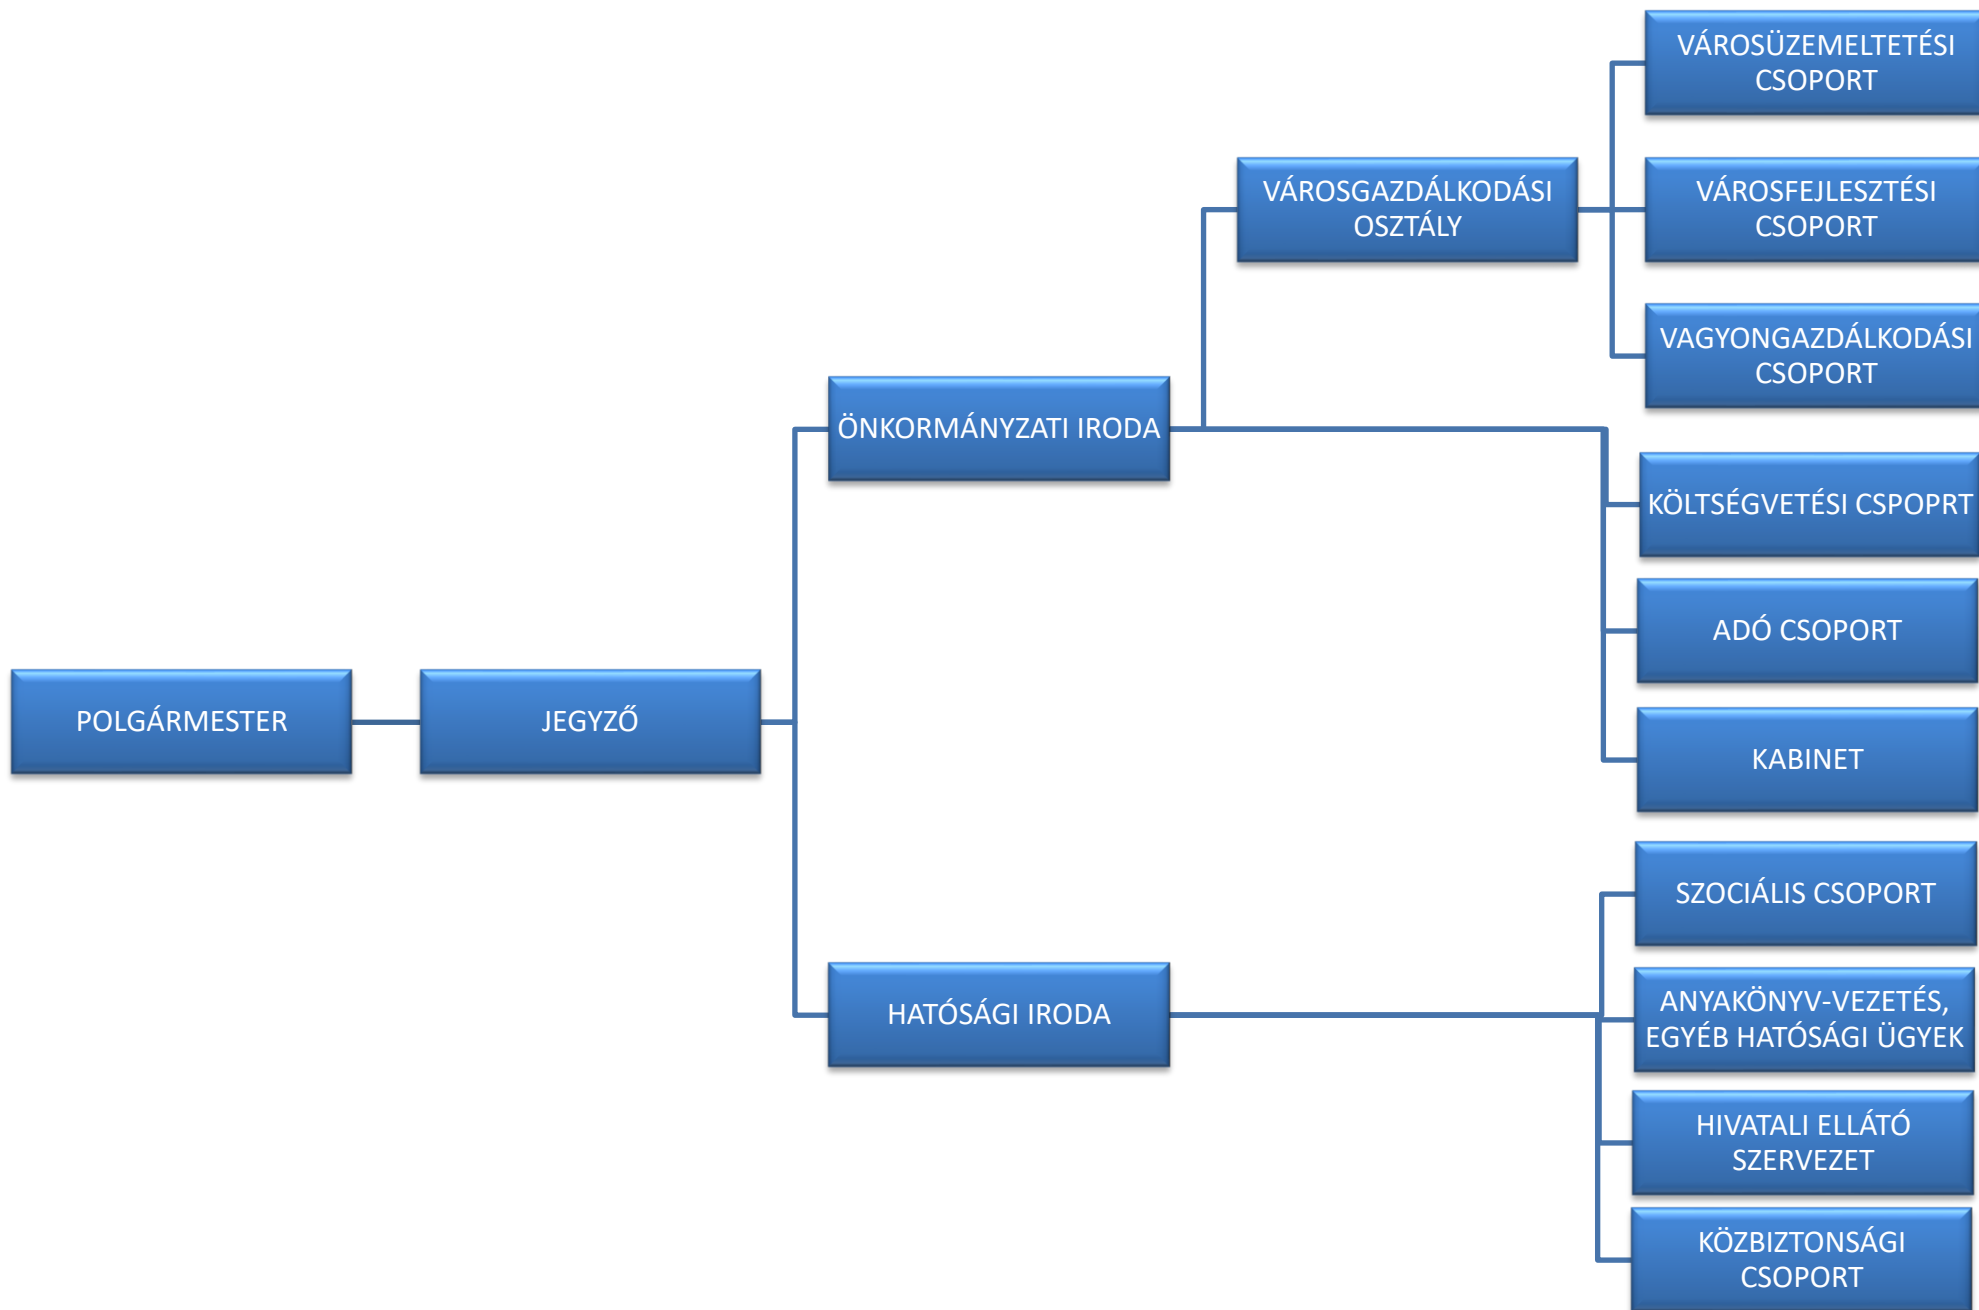 VÁROSÜZEMELTETÉSI
CSOPORT
VÁROSGAZDÁLKODÁSI
OSZTÁLY
VÁROSFEJLESZTÉSI
CSOPORT
VAGYONGAZDÁLKODÁSI
CSOPORT
ÖNKORMÁNYZATI IRODA
KÖLTSÉGVETÉSI CSPOPRT
ADÓ CSOPORT
POLGÁRMESTER
JEGYZŐ
KABINET
SZOCIÁLIS CSOPORT
HATÓSÁGI IRODA
ANYAKÖNYV-VEZETÉS,
EGYÉB HATÓSÁGI ÜGYEK
HIVATALI ELLÁTÓ
SZERVEZET
KÖZBIZTONSÁGI
CSOPORT